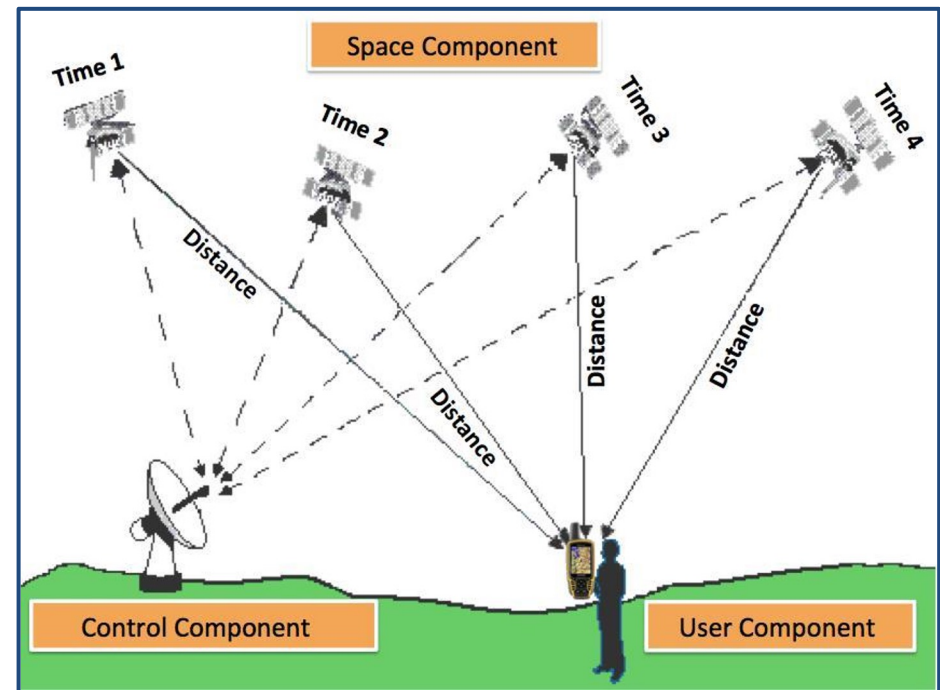 Space Component
Time 1
Time 2
Time 3
Time 4
Distance
Distance
Distance
Distance
Control Component
User Component